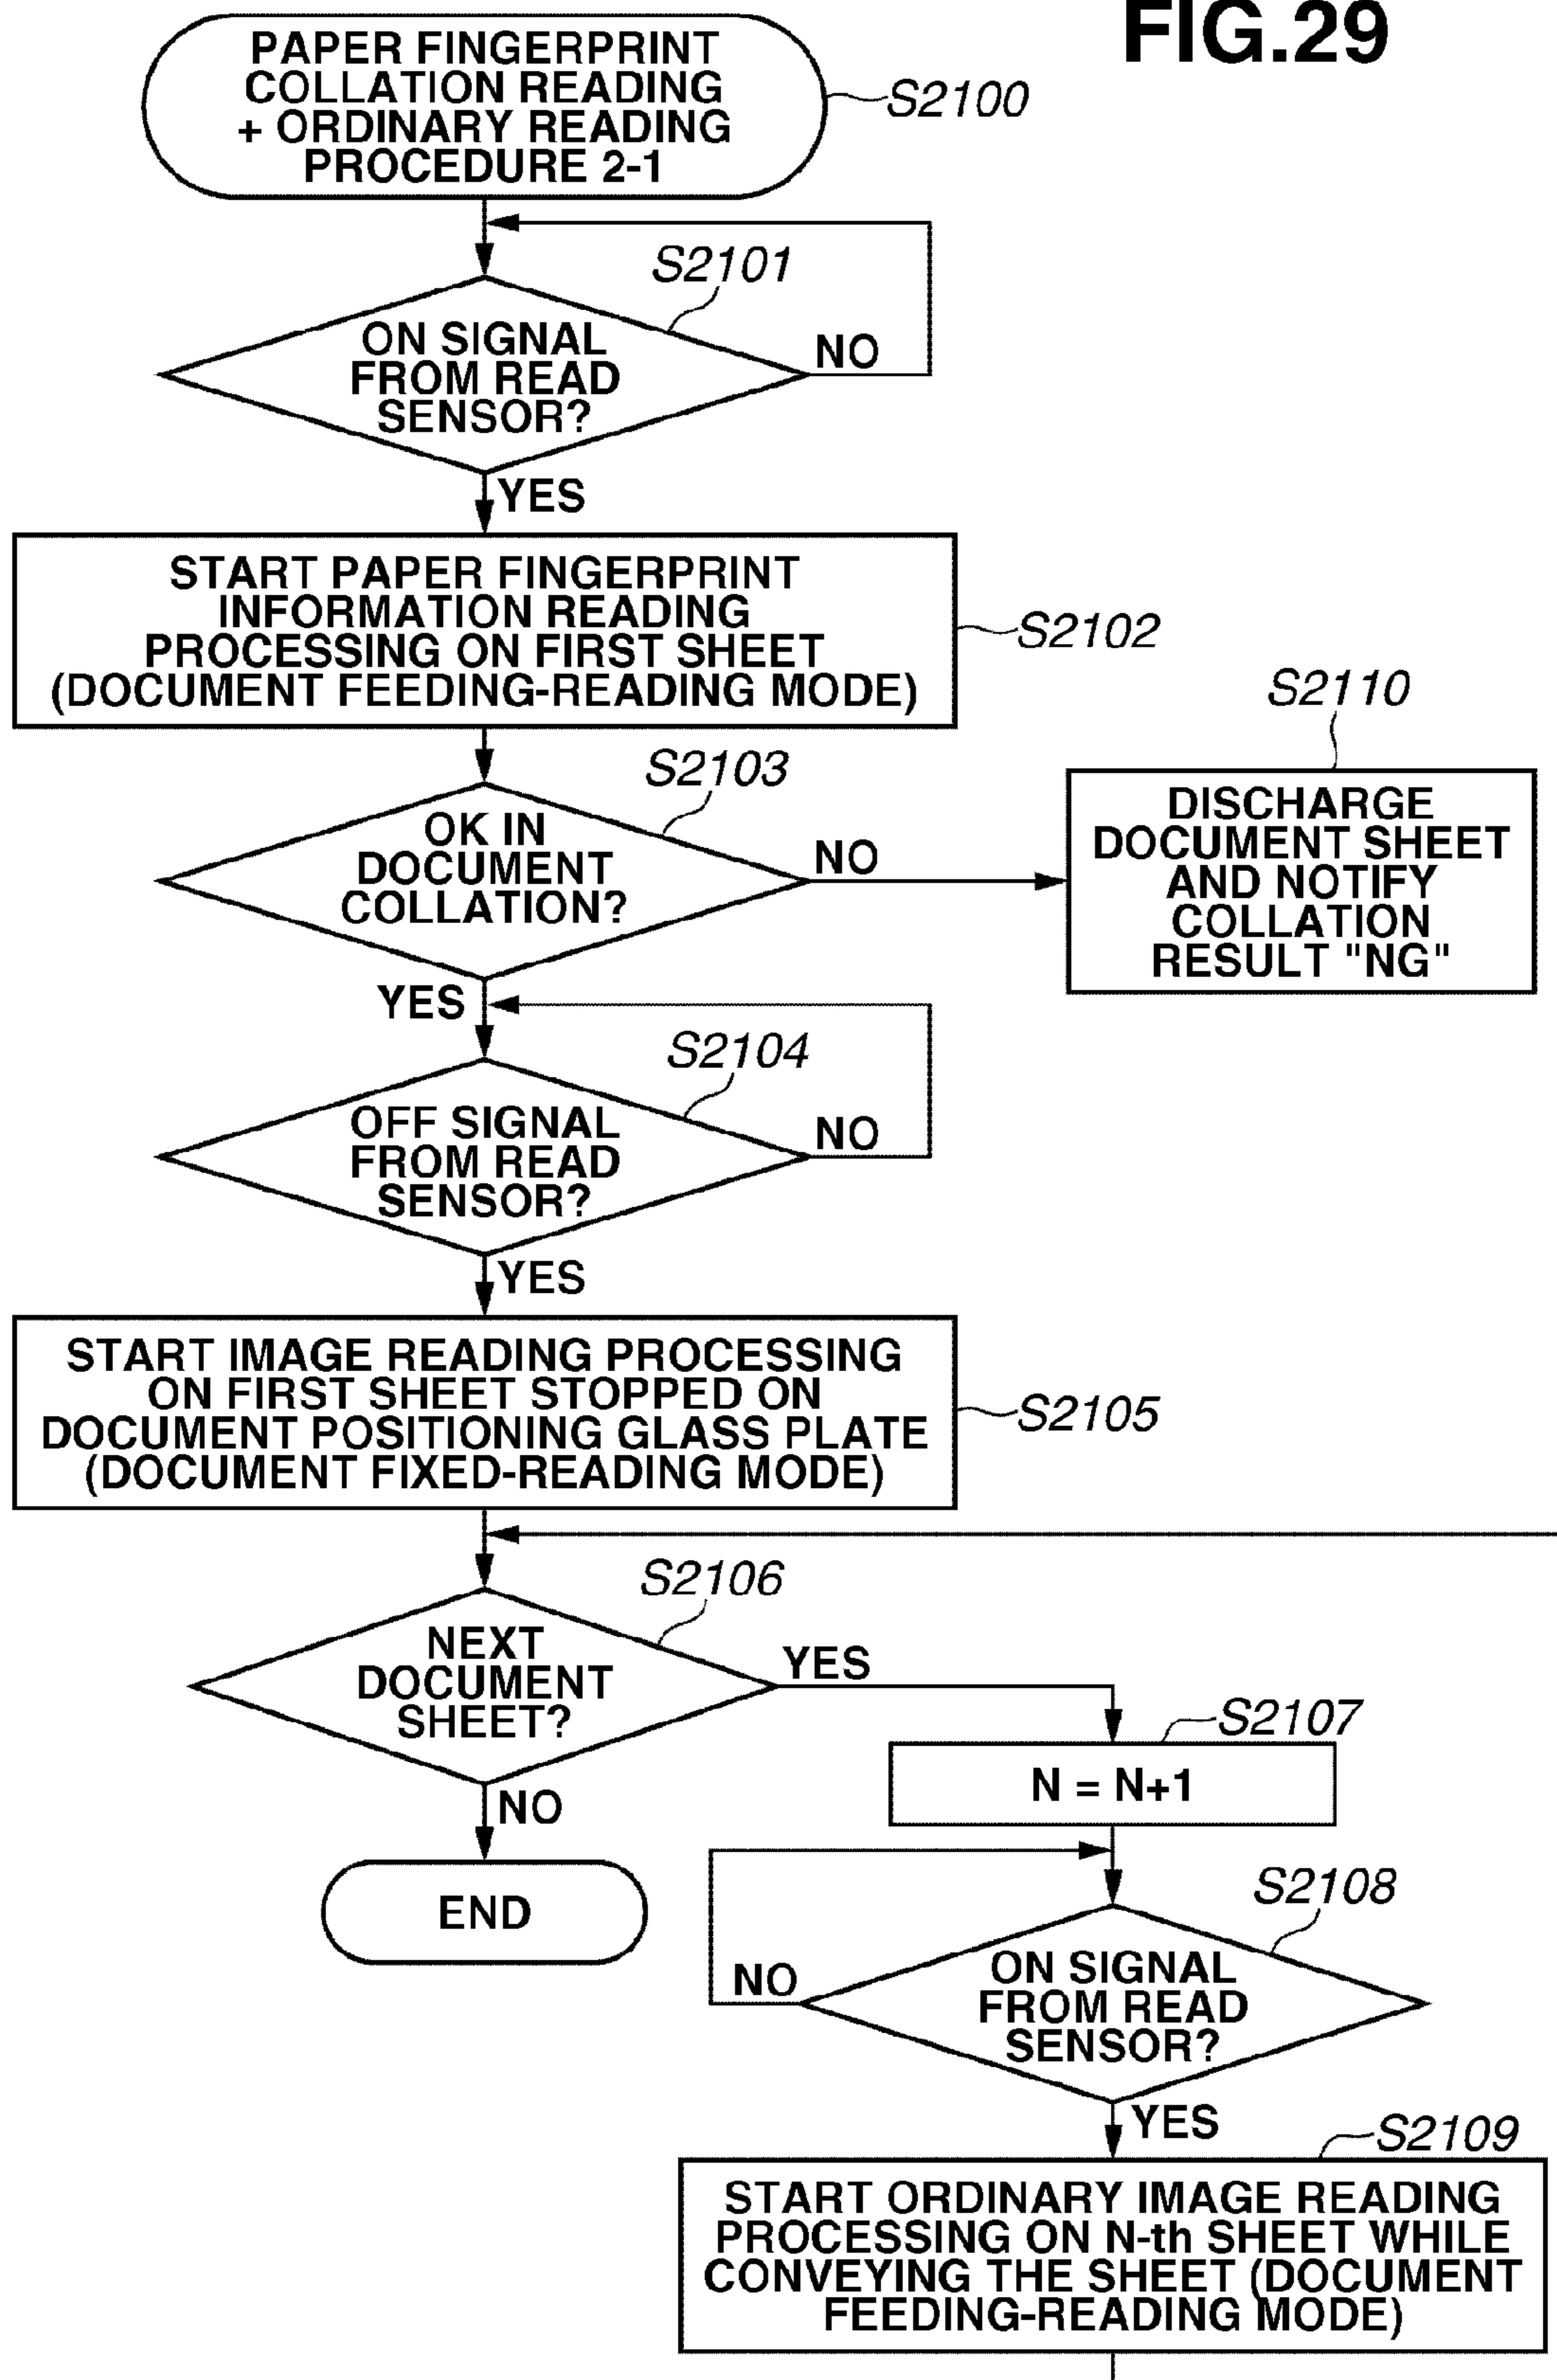 FIG.29
PAPER FINGERPRINT
COLLATION READING
+ ORDINARY READING
PROCEDURE 2-1
S2100
S2101
ON SIGNAL
FROM READ
SENSOR?
NO
YES
START PAPER FINGERPRINT
INFORMATION READING
PROCESSING ON FIRST SHEET
(DOCUMENT FEEDING-READING MODE)
S2102
S2103
OK IN
DOCUMENT
COLLATION?
NO
S2110
DISCHARGE
DOCUMENT SHEET
AND NOTIFY
COLLATION
RESULT "NG"
YES
S2104
OFF SIGNAL
FROM READ
SENSOR?
NO
YES
START IMAGE READING PROCESSING
ON FIRST SHEET STOPPED ON
DOCUMENT POSITIONING GLASS PLATE
(DOCUMENT FIXED-READING MODE)
S2105
S2106
NEXT
DOCUMENT
SHEET?
YES
NO
END
S2107
N = N+1
S2108
ON SIGNAL
FROM READ
SENSOR?
NO
YES
S2109
START ORDINARY IMAGE READING
PROCESSING ON N-th SHEET WHILE
CONVEYING THE SHEET (DOCUMENT
FEEDING-READING MODE)